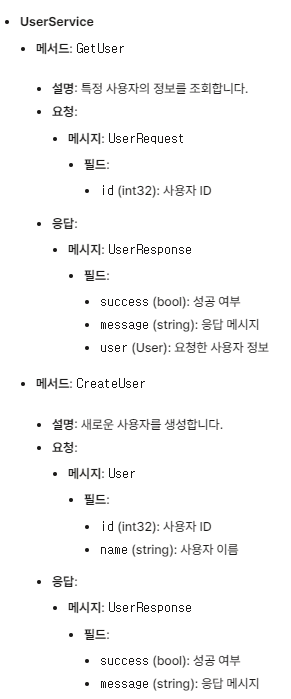 UserService
메서드: GetUser
설명: 특정 사용자의 정보를 조회합니다.
요청:
메시지: UserRequest
필드:
id (int32): 사용자 ID
응답:
메시지: UserResponse
필드:
success (bool): 성공 여부
message (string): 응답 메시지
user (User): 요청한 사용자 정보
메서드: CreateUser
설명: 새로운 사용자를 생성합니다.
요청:
메시지: User
필드:
id (int32): 사용자 ID
name (string): 사용자 이름
응답:
메시지: UserResponse
필드:
success (bool): 성공 여부
message (string): 응답 메시지